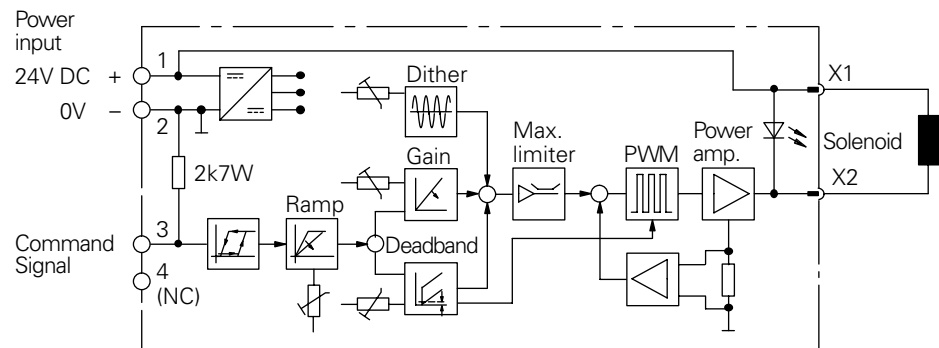 Power
input
24V DC +
1
0V −
2
2k7W
Command
Signal
3
4
(NC)
Ramp
Dither
Gain
Deadband
Max.
limiter
PWM
Power
amp.
X1
Solenoid
X2